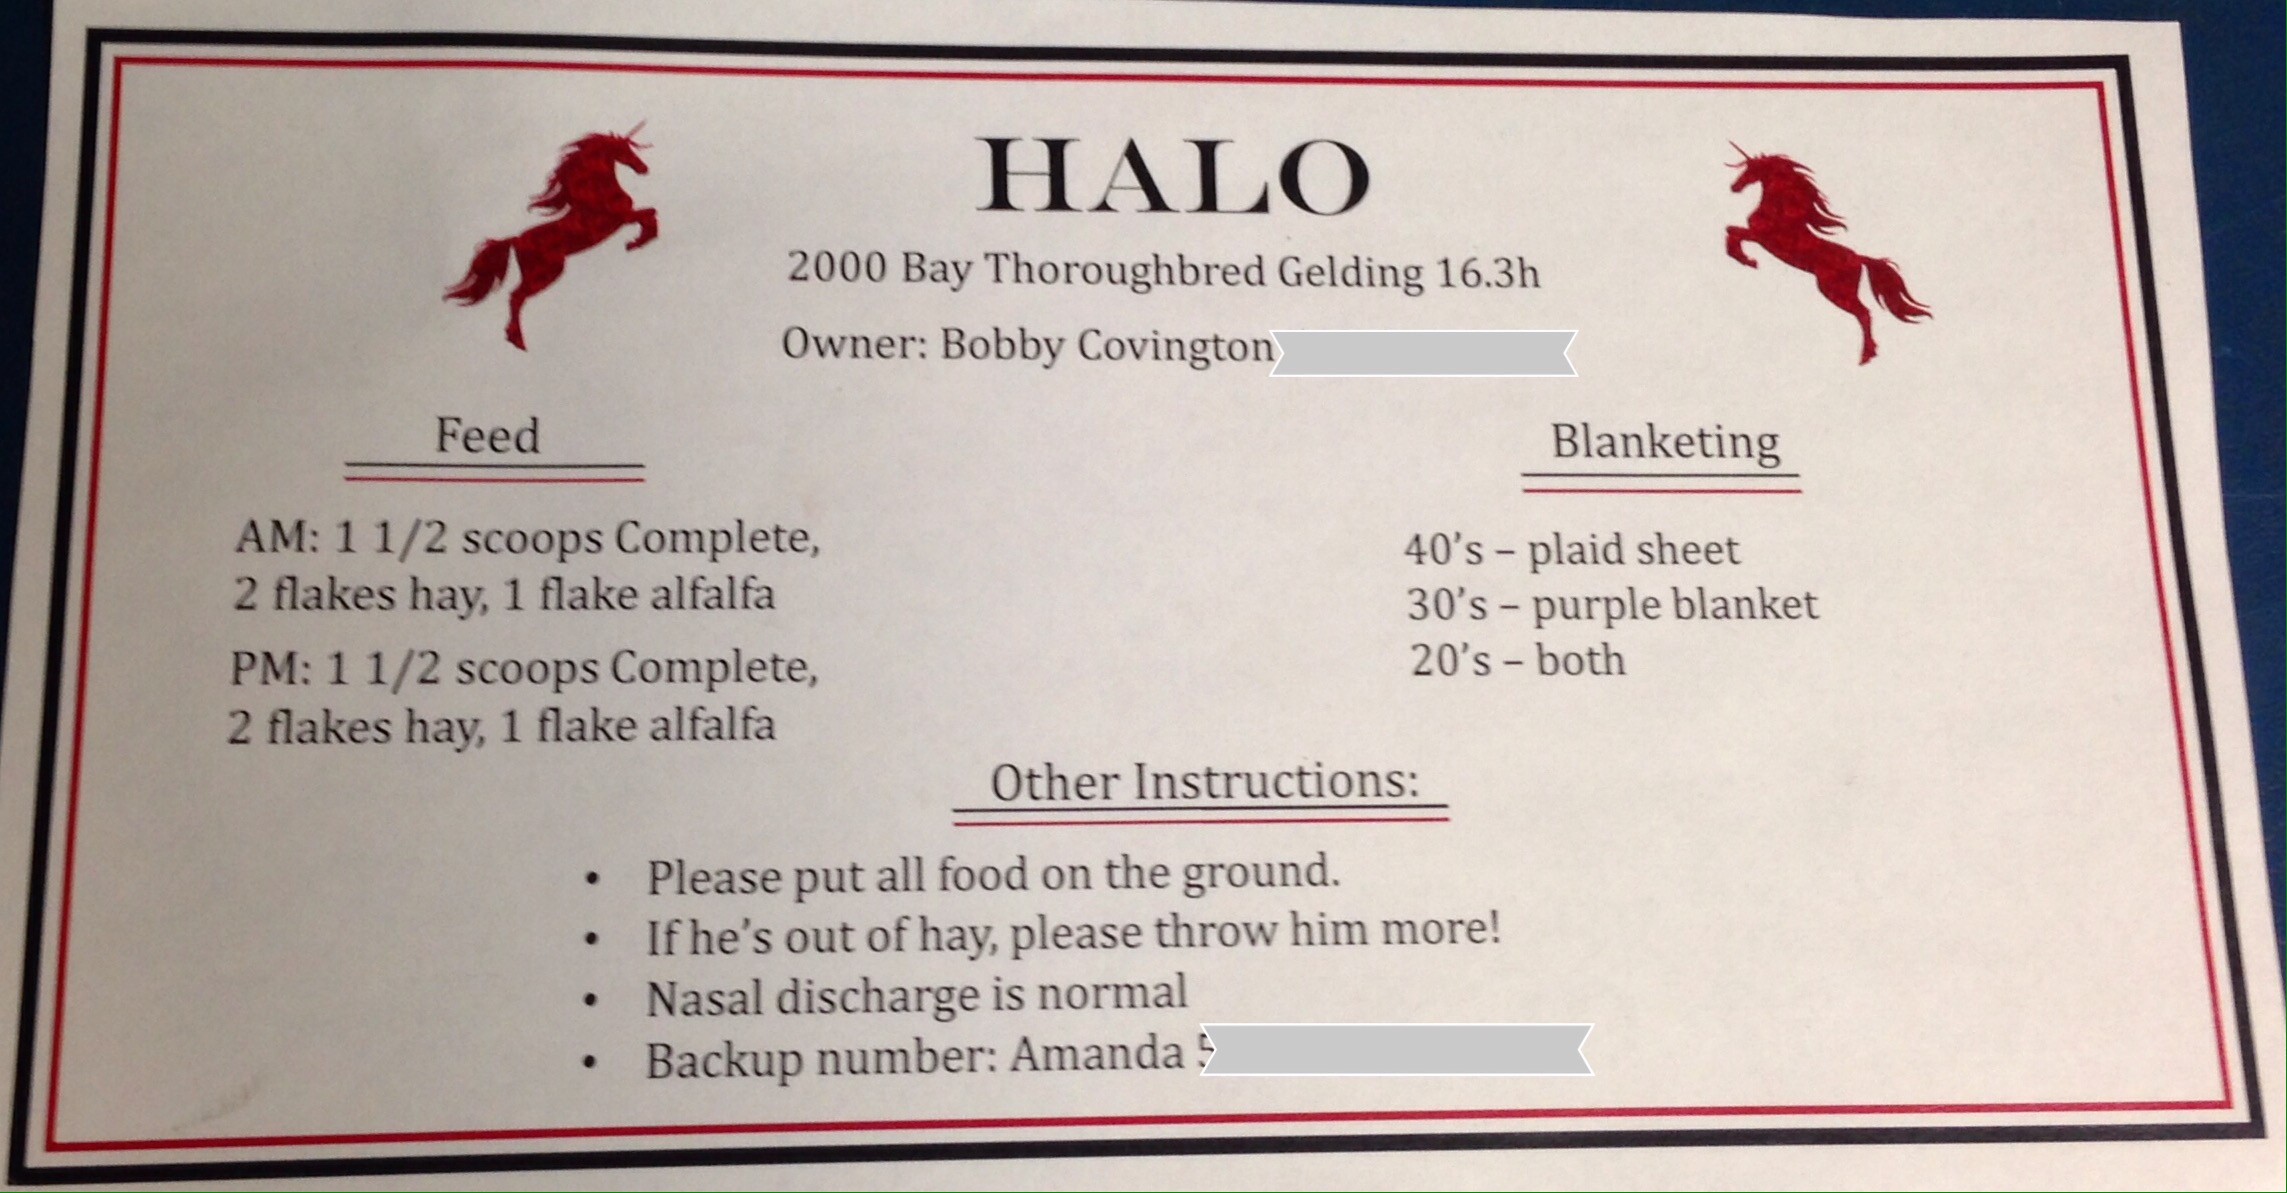 HALO
2000 Bay Thoroughbred Gelding 16.3h
Owner: Bobby Covington
Feed
AM: 1 1/2 scoops Complete,
2 flakes hay, 1 flake alfalfa
PM: 1 1/2 scoops Complete,
2 flakes hay, 1 flake alfalfa
Blanketing
40's – plaid sheet
30's – purple blanket
20's – both
Other Instructions:
• Please put all food on the ground.
• If he's out of hay, please throw him more!
• Nasal discharge is normal
• Backup number: Amanda